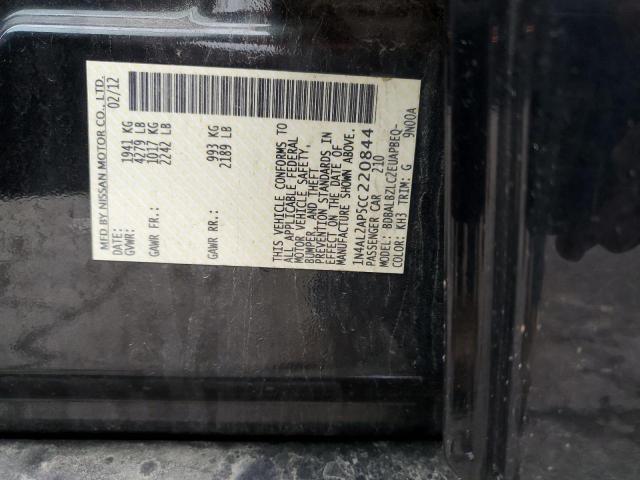 MFD BY NISSAN MOTOR CO., LTD.
DATE: 02/12
GVWR: 1941 KG
4279 LB
GAWR FR: 1017 KG
2242 LB
GAWR RR: 993 KG
2189 LB
THIS VEHICLE CONFORMS TO
ALL APPLICABLE FEDERAL
MOTOR VEHICLE SAFETY,
BUMPER, AND THEFT
PREVENTION STANDARDS IN
EFFECT ON THE DATE OF
MANUFACTURE SHOWN ABOVE.
1N4AL2AP5CC220844
PASSENGER CAR 210
MODEL: BDBALBZLCZEUAPBEQ-
COLOR: KH3 TRIM: G 9N00A